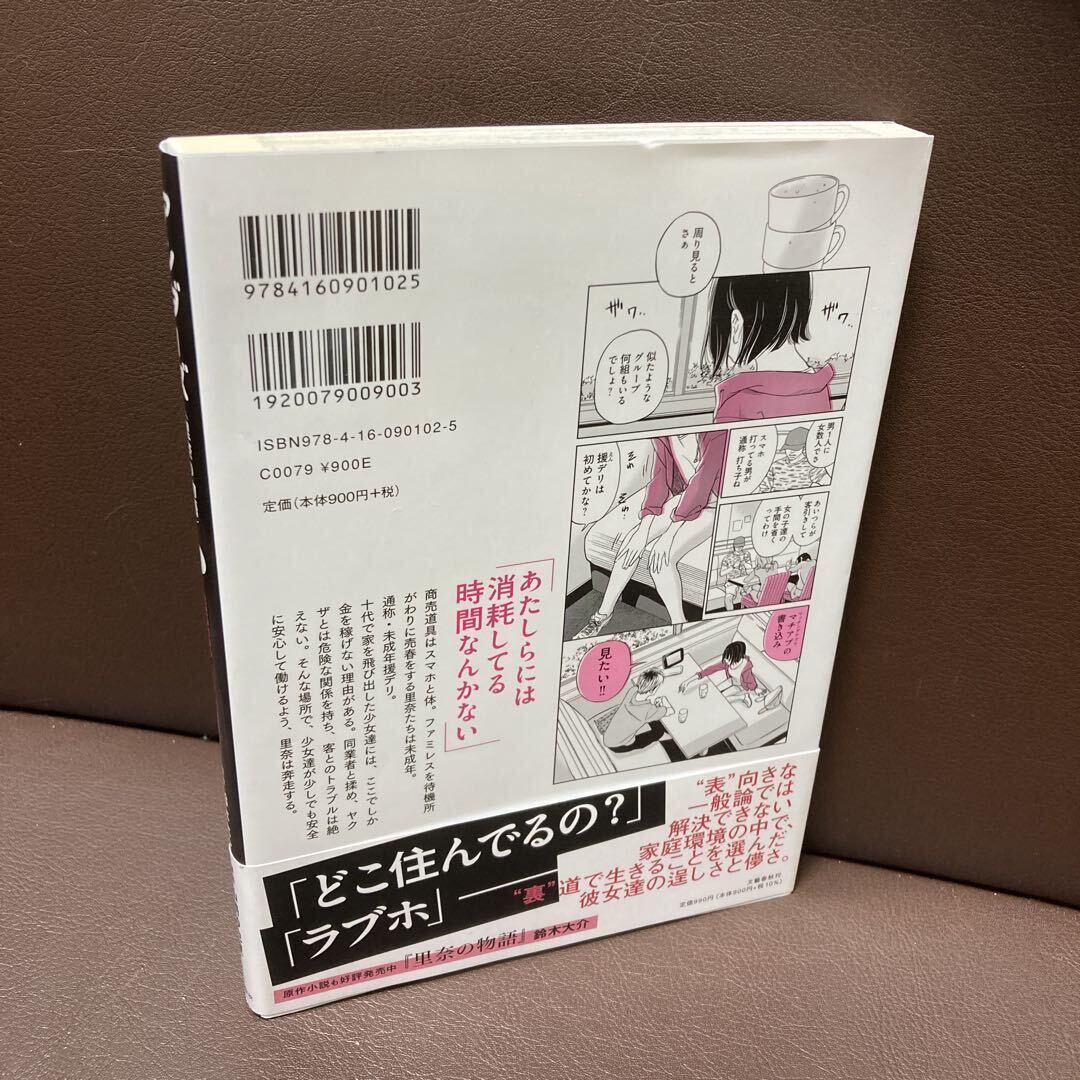 9784160901025
1920079009003
ISBN978-4-16-090102-5
C0079 ¥900E
定価(本体900円+税)
周り見ると
さぁ
ザワ‥
ザワ‥
似たような
グループ
何組もいる
でしょ?
男1人に
女数人でさ
スマホ
打ってる男が
通称 打ち子ね
援デリは
初めてかな?
あいつらが
客引きして
女の子達の
手間を省く
ってわけ
マチアプの
書き込み
見たい!!
「あたしらには
消耗してる
時間なんかない」
商売道具はスマホと体。ファミレスを待機所
がわりに売春をする里奈たちは未成年。
通称・未成年援デリ。
十代で家を飛び出した少女達には、ここでしか
金を稼げない理由がある。同業者と揉め、ヤク
ザとは危険な関係を持ち、客とのトラブルは絶
えない。そんな場所で、少女達が少しでも安全
に安心して働けるよう、里奈は奔走する。
「どこ住んでるの?」
「ラブホ」――
“表”向きな
一般論では
解決できない
家庭環境の中で、
“裏”道で生きることを選んだ
彼女達の逞しさと儚さ。
文藝春秋刊
定価990円(本体900円+税10%)
原作小説も好評発売中『里奈の物語』鈴木大介